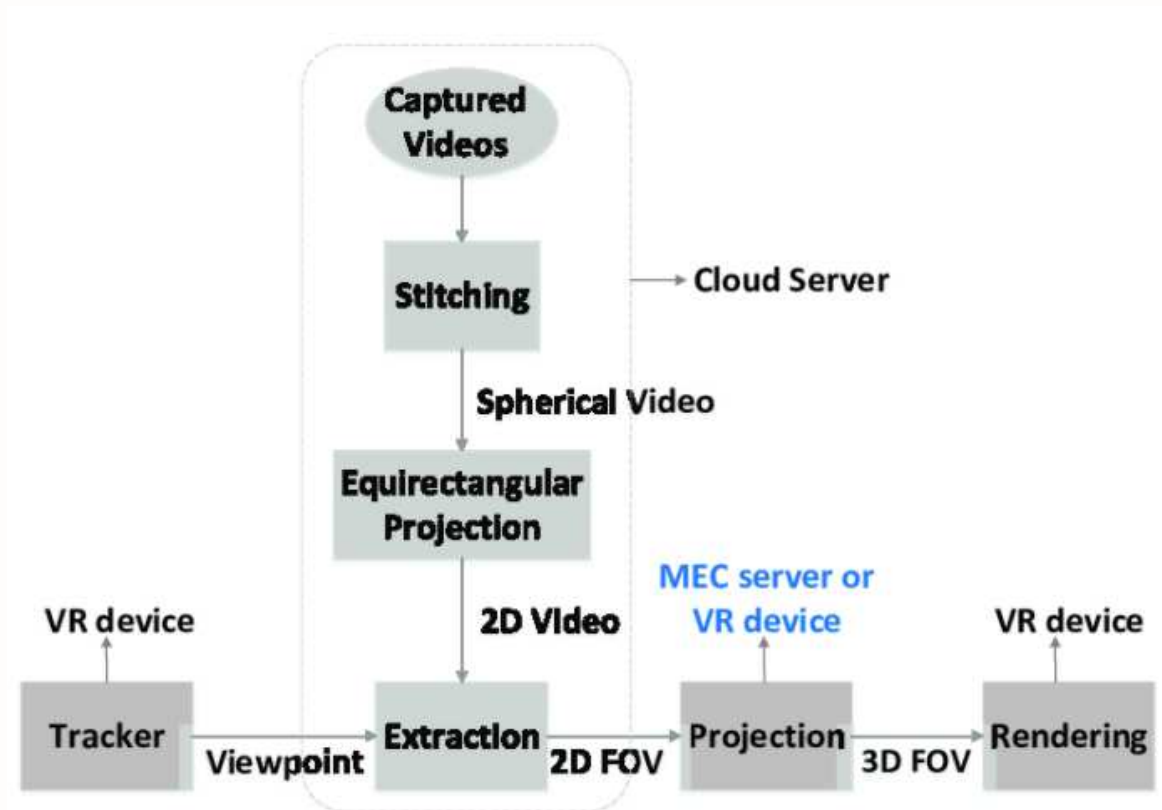 Captured
Videos
Stitching
Cloud Server
Spherical Video
Equirectangular
Projection
2D Video
MEC server or
VR device
VR device
VR device
Tracker
Viewpoint
Extraction
2D FOV
Projection
3D FOV
Rendering